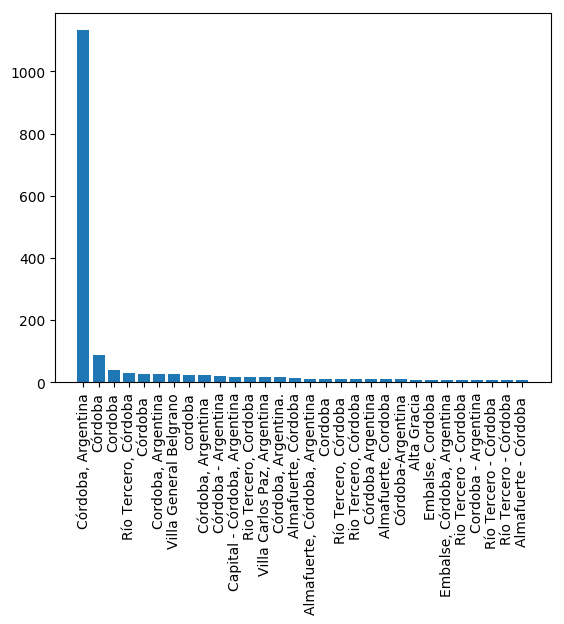 1000
800
600
400
200
0
Córdoba, Argentina
Córdoba
Cordoba
Río Tercero, Córdoba
Córdoba
Cordoba, Argentina
Villa General Belgrano
cordoba
Córdoba, Argentina
Córdoba - Argentina
Capital - Córdoba, Argentina
Rio Tercero, Cordoba
Villa Carlos Paz, Argentina
Córdoba, Argentina.
Almafuerte, Córdoba
Almafuerte, Córdoba, Argentina
Cordoba
Río Tercero, Córdoba
Rio Tercero, Córdoba
Córdoba Argentina
Almafuerte, Cordoba
Córdoba-Argentina
Alta Gracia
Embalse, Cordoba
Embalse, Córdoba, Argentina
Rio Tercero - Cordoba
Cordoba - Argentina
Río Tercero - Córdoba
Río Tercero - Córdoba
Almafuerte - Córdoba